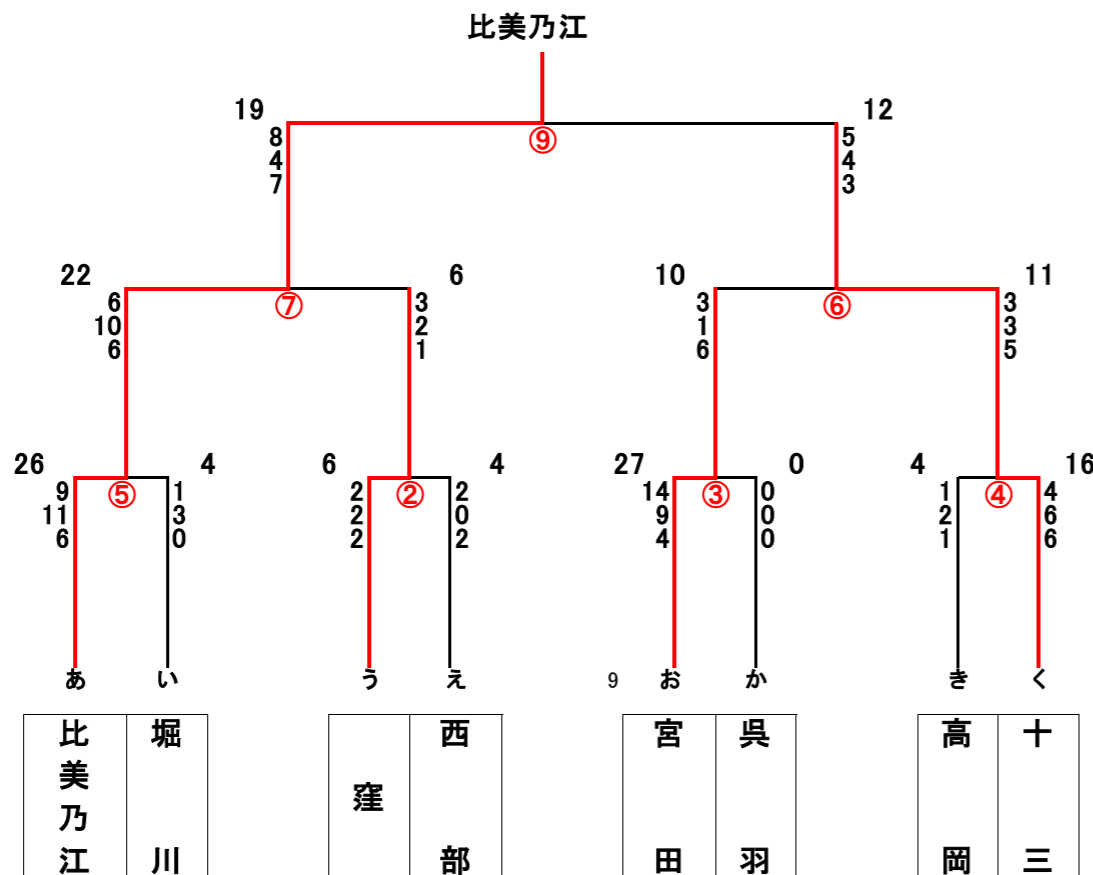 比美乃江
19 12
8 ⑨ 5
4 4
7 3
22 6 10 11
6 ⑦ 3 3 ⑥ 3
10 2 1 3
6 1 6 5
26 4 6 4 27 0 4 16
9 ⑤ 1 2 ② 2 14 ③ 0 1 ④ 4
11 3 2 0 9 0 2 6
6 0 2 2 4 0 1 6
あ い う え 9 お か き く
比美乃江
堀川
窪
西部
宮田
呉羽
高岡
十三